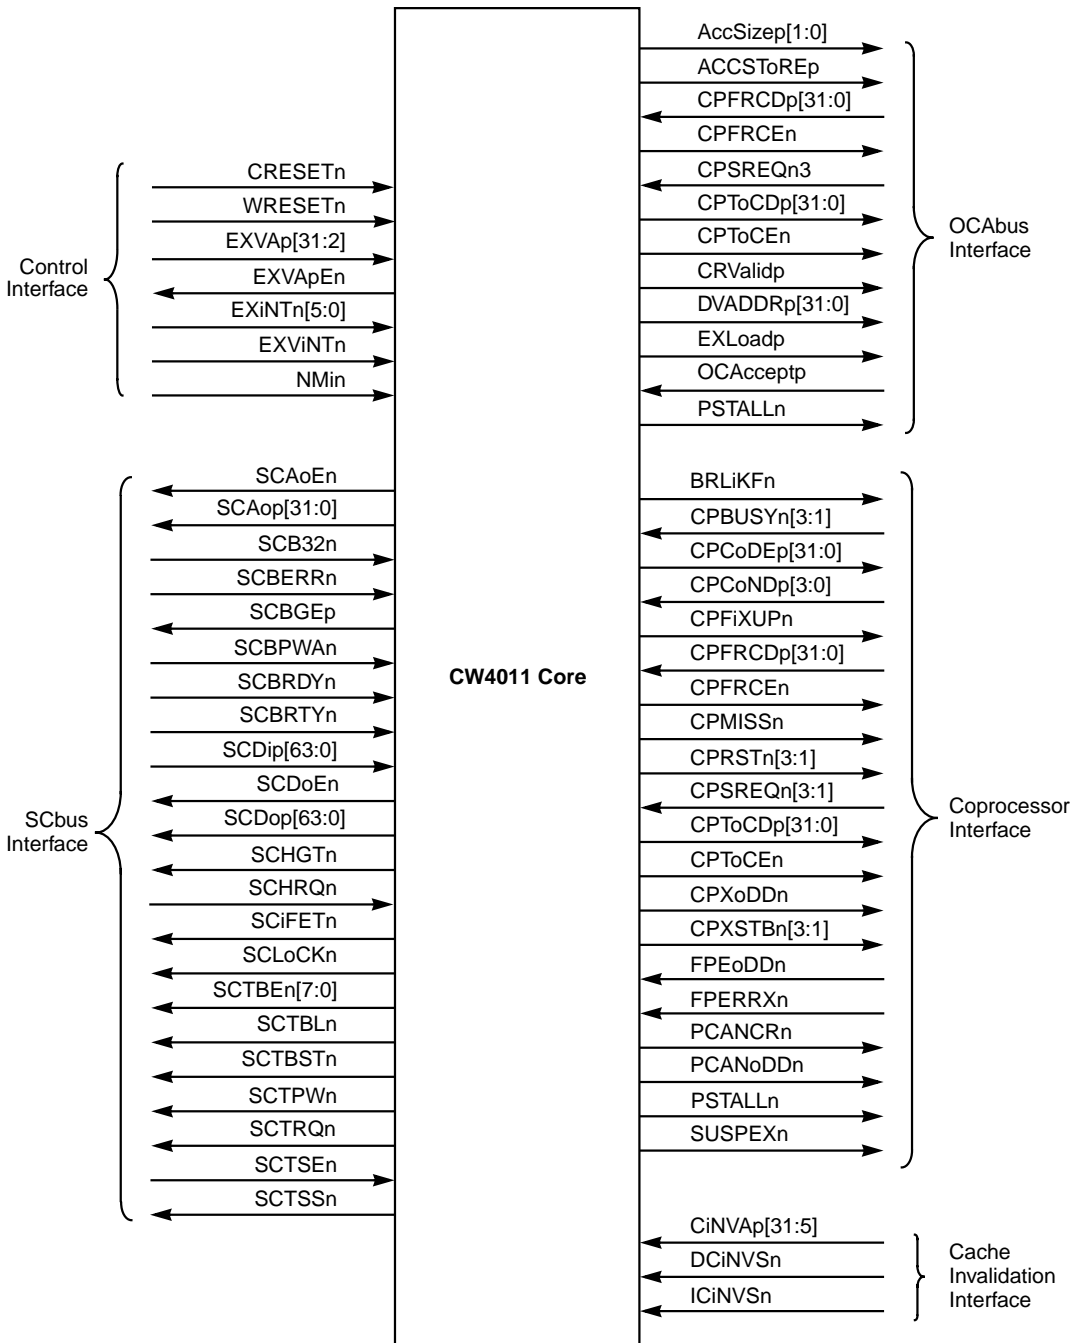 CRESETn
WRESETn
EXVAp[31:2]
EXVApEn
EXiNTn[5:0]
EXViNTn
NMin
Control
Interface
SCAoEn
SCAop[31:0]
SCB32n
SCBERRn
SCBGEp
SCBPWAn
SCBRDYn
SCBRTYn
SCDip[63:0]
SCDoEn
SCDop[63:0]
SCHGTn
SCHRQn
SCiFETn
SCLoCKn
SCTBEn[7:0]
SCTBLn
SCTBSTn
SCTPWn
SCTRQn
SCTSEn
SCTSSn
SCbus
Interface
CW4011 Core
AccSizep[1:0]
ACCSToREp
CPFRCDp[31:0]
CPFRCEn
CPSREQn3
CPToCDp[31:0]
CPToCEn
CRValidp
DVADDRp[31:0]
EXLoadp
OCAcceptp
PSTALLn
OCAbus
Interface
BRLiKFn
CPBUSYn[3:1]
CPCoDEp[31:0]
CPCoNDp[3:0]
CPFiXUPn
CPFRCDp[31:0]
CPFRCEn
CPMISSn
CPRSTn[3:1]
CPSREQn[3:1]
CPToCDp[31:0]
CPToCEn
CPXoDDn
CPXSTBn[3:1]
FPEoDDn
FPERRXn
PCANCRn
PCANoDDn
PSTALLn
SUSPEXn
Coprocessor
Interface
CiNVAp[31:5]
DCiNVSn
ICiNVSn
Cache
Invalidation
Interface